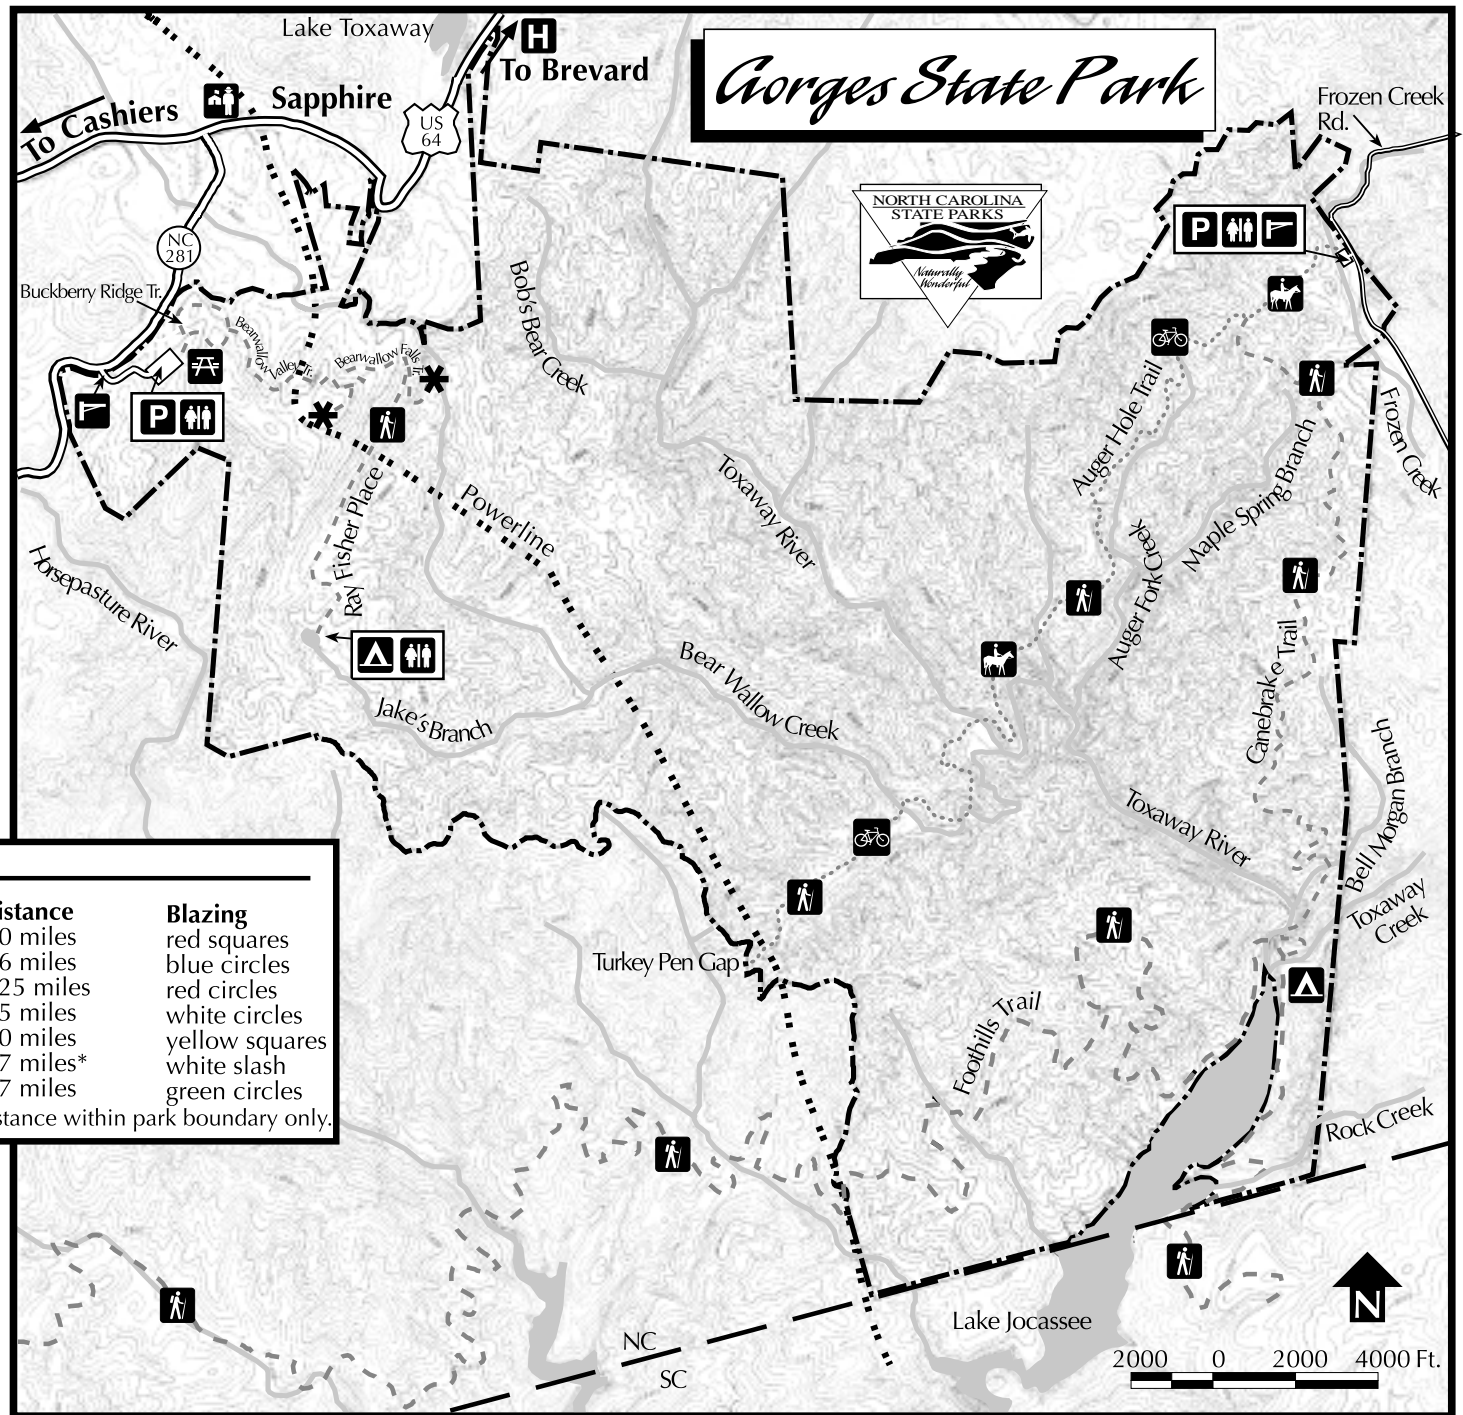 Lake Toxaway
H
To Brevard
Gorges State Park
Frozen Creek
Rd.
To Cashiers
Sapphire
US
64
NORTH CAROLINA
STATE PARKS
Naturally
Wonderful
P
NC
281
Buckberry Ridge Tr.
Bearwallow
Valley Tr.
Bearwallow Falls Tr.
Bob's Bear Creek
P
Auger Hole Trail
Frozen Creek
Maple Spring Branch
Toxaway River
Powerline
Ray Fisher Place
Horsepasture River
Auger Fork Creek
Canebrake Trail
Bear Wallow Creek
Jake's Branch
Bell Morgan Branch
Toxaway River
Toxaway
Creek
Turkey Pen Gap
Foothills Trail
istance
Blazing
0 miles
red squares
6 miles
blue circles
25 miles
red circles
5 miles
white circles
0 miles
yellow squares
7 miles*
white slash
7 miles
green circles
stance within park boundary only.
Rock Creek
Lake Jocassee
N
NC
SC
2000 0 2000 4000 Ft.